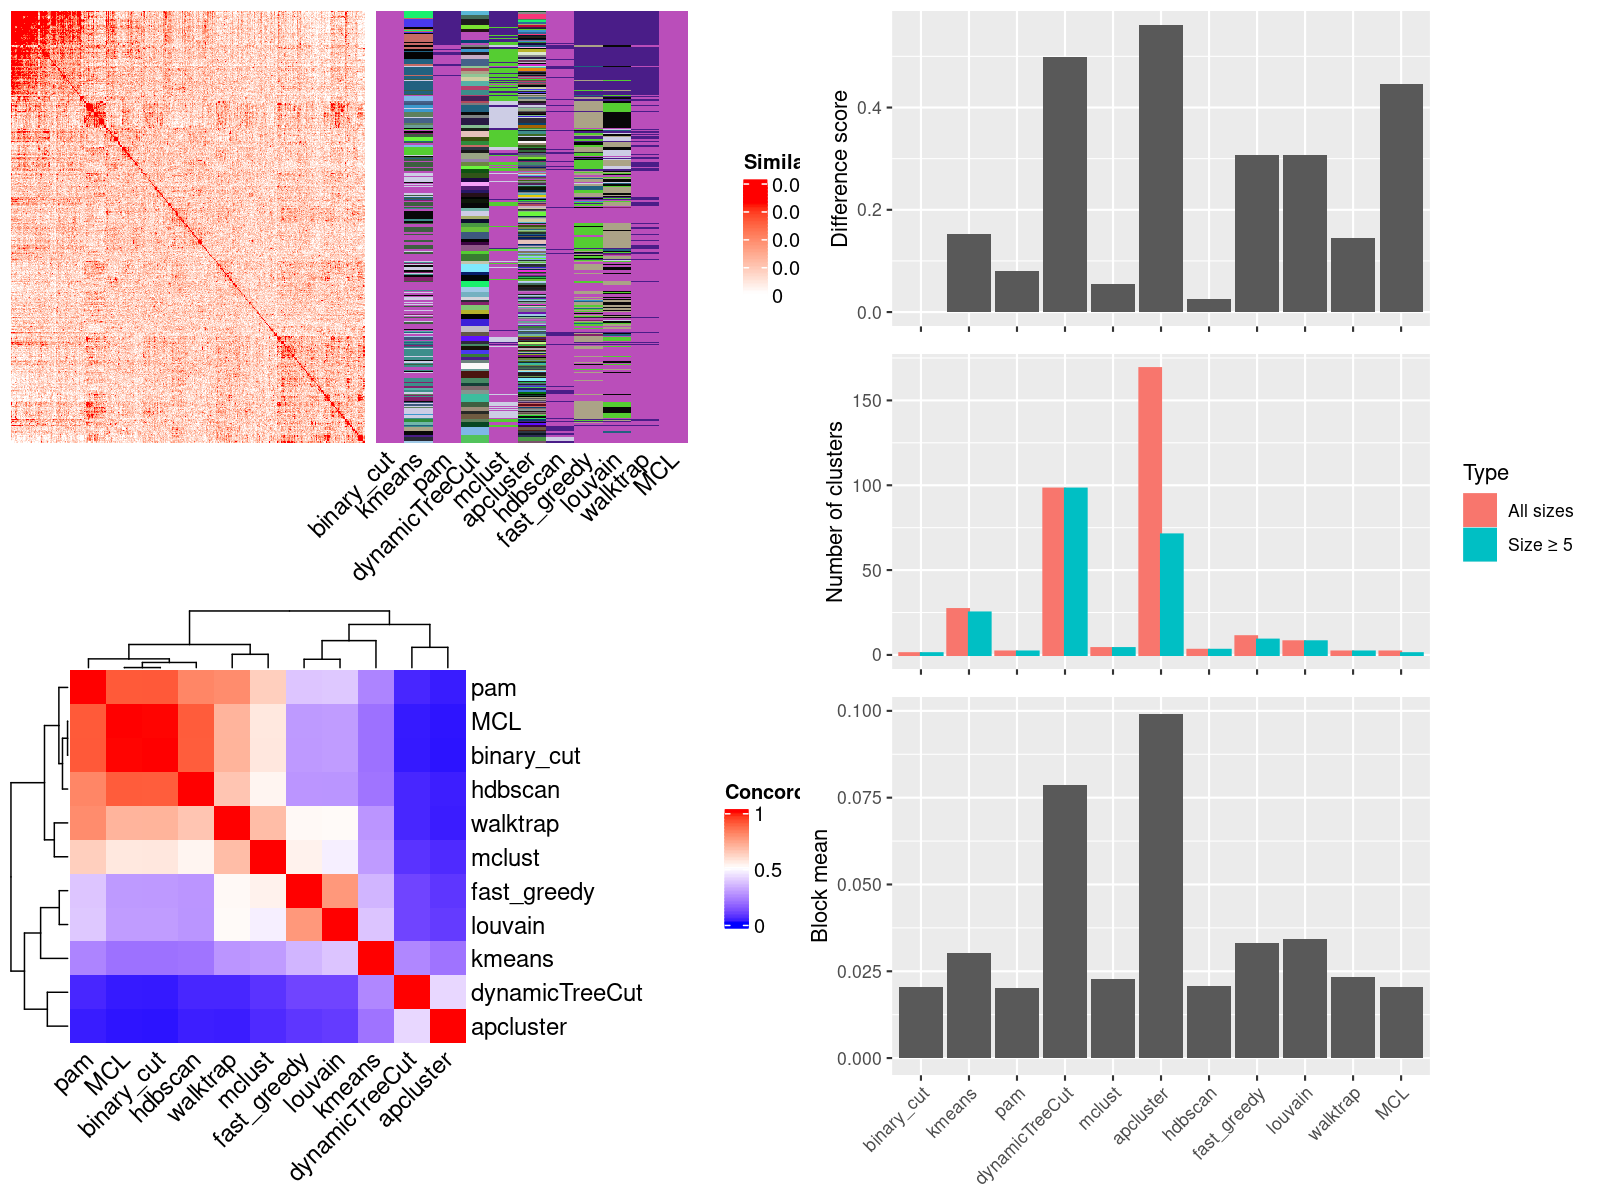 Simila
0.0
0.0
0.0
0.0
0
binary_cut
kmeans
pam
dynamicTreeCut
mclust
apcluster
hdbscan
fast_greedy
louvain
walktrap
MCL
pam
MCL
binary_cut
hdbscan
walktrap
mclust
fast_greedy
louvain
kmeans
dynamicTreeCut
apcluster
pam
MCL
binary_cut
hdbscan
walktrap
mclust
fast_greedy
louvain
kmeans
dynamicTreeCut
apcluster
Concord
1
0.5
0
Difference score
0.4
0.2
0.0
Number of clusters
150
100
50
0
Type
All sizes
Size ≥ 5
Block mean
0.100
0.075
0.050
0.025
0.000
binary_cut
kmeans
pam
dynamicTreeCut
mclust
apcluster
hdbscan
fast_greedy
louvain
walktrap
MCL